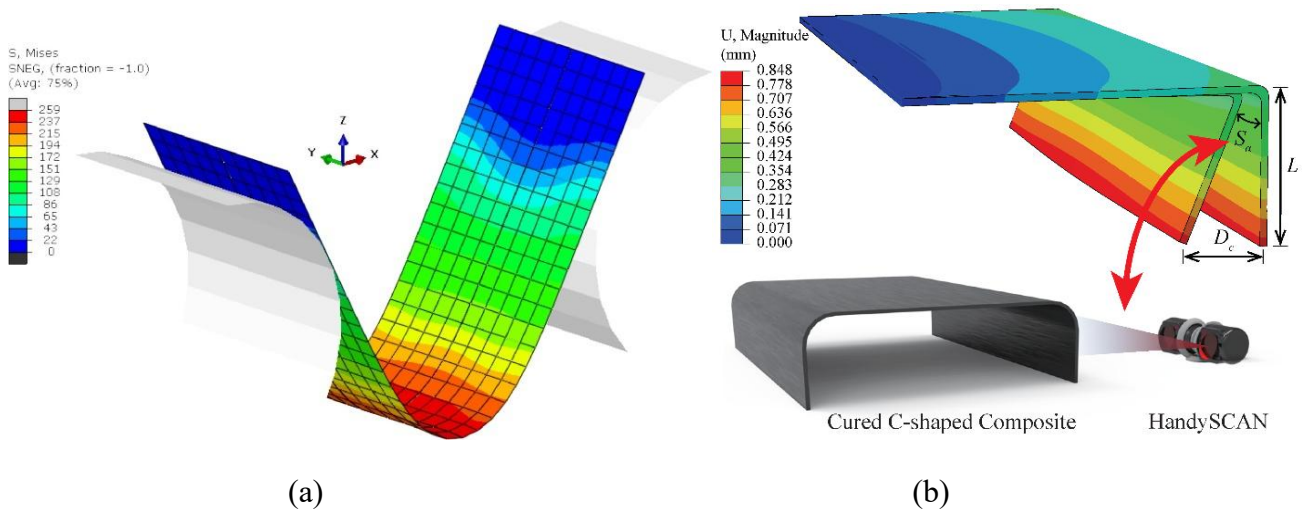 S, Mises
SNEG, (fraction = -1.0)
(Avg: 75%)
259
237
215
194
172
151
129
108
86
65
43
22
0
Z
Y
X
U, Magnitude
(mm)
0.848
0.778
0.707
0.636
0.566
0.495
0.424
0.354
0.283
0.212
0.141
0.071
0.000
Sα
L
Dc
Cured C-shaped Composite
HandySCAN
(a)
(b)